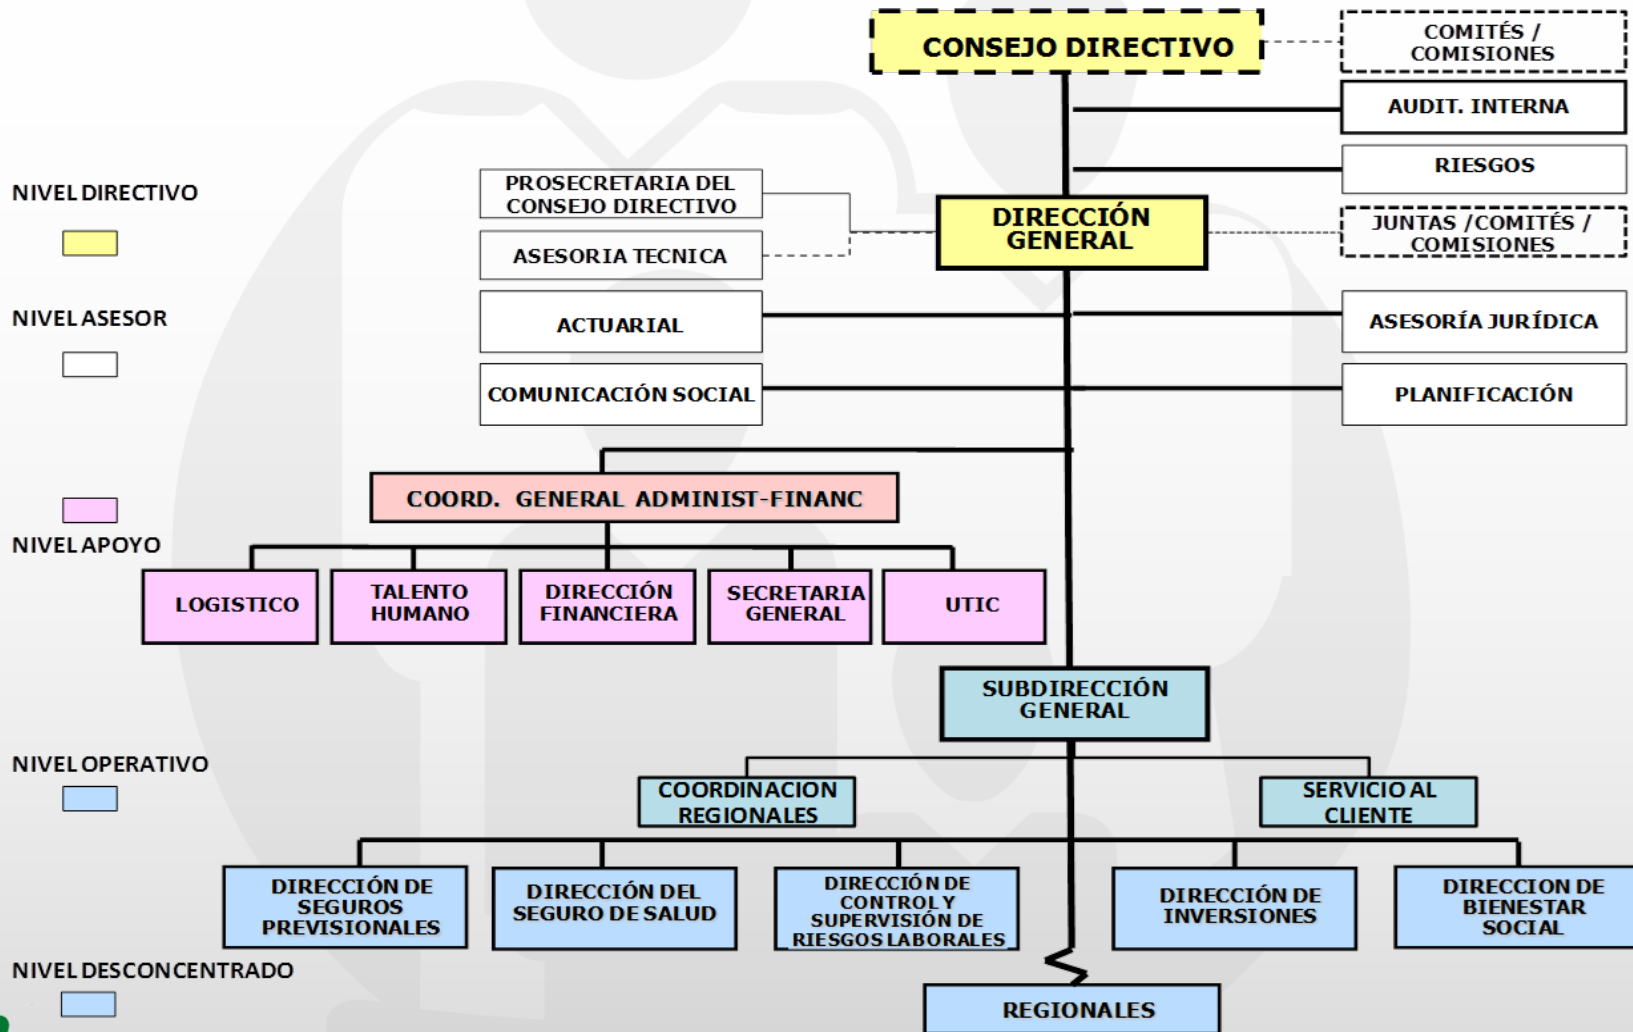 CONSEJO DIRECTIVO
COMITÉS /
COMISIONES
AUDIT. INTERNA
RIESGOS
NIVEL DIRECTIVO
PROSECRETARIA DEL
CONSEJO DIRECTIVO
DIRECCIÓN
GENERAL
JUNTAS /COMITÉS /
COMISIONES
ASESORIA TECNICA
NIVEL ASESOR
ACTUARIAL
ASESORÍA JURÍDICA
COMUNICACIÓN SOCIAL
PLANIFICACIÓN
COORD. GENERAL ADMINIST-FINANC
NIVEL APOYO
LOGISTICO
TALENTO
HUMANO
DIRECCIÓN
FINANCIERA
SECRETARIA
GENERAL
UTIC
SUBDIRECCIÓN
GENERAL
NIVEL OPERATIVO
COORDINACION
REGIONALES
SERVICIO AL
CLIENTE
DIRECCIÓN DE
SEGUROS
PREVISIONALES
DIRECCIÓN DEL
SEGURO DE SALUD
DIRECCIÓN DE
CONTROL Y
SUPERVISIÓN DE
RIESGOS LABORALES
DIRECCIÓN DE
INVERSIONES
DIRECCION DE
BIENESTAR
SOCIAL
NIVEL DESCONCENTRADO
REGIONALES